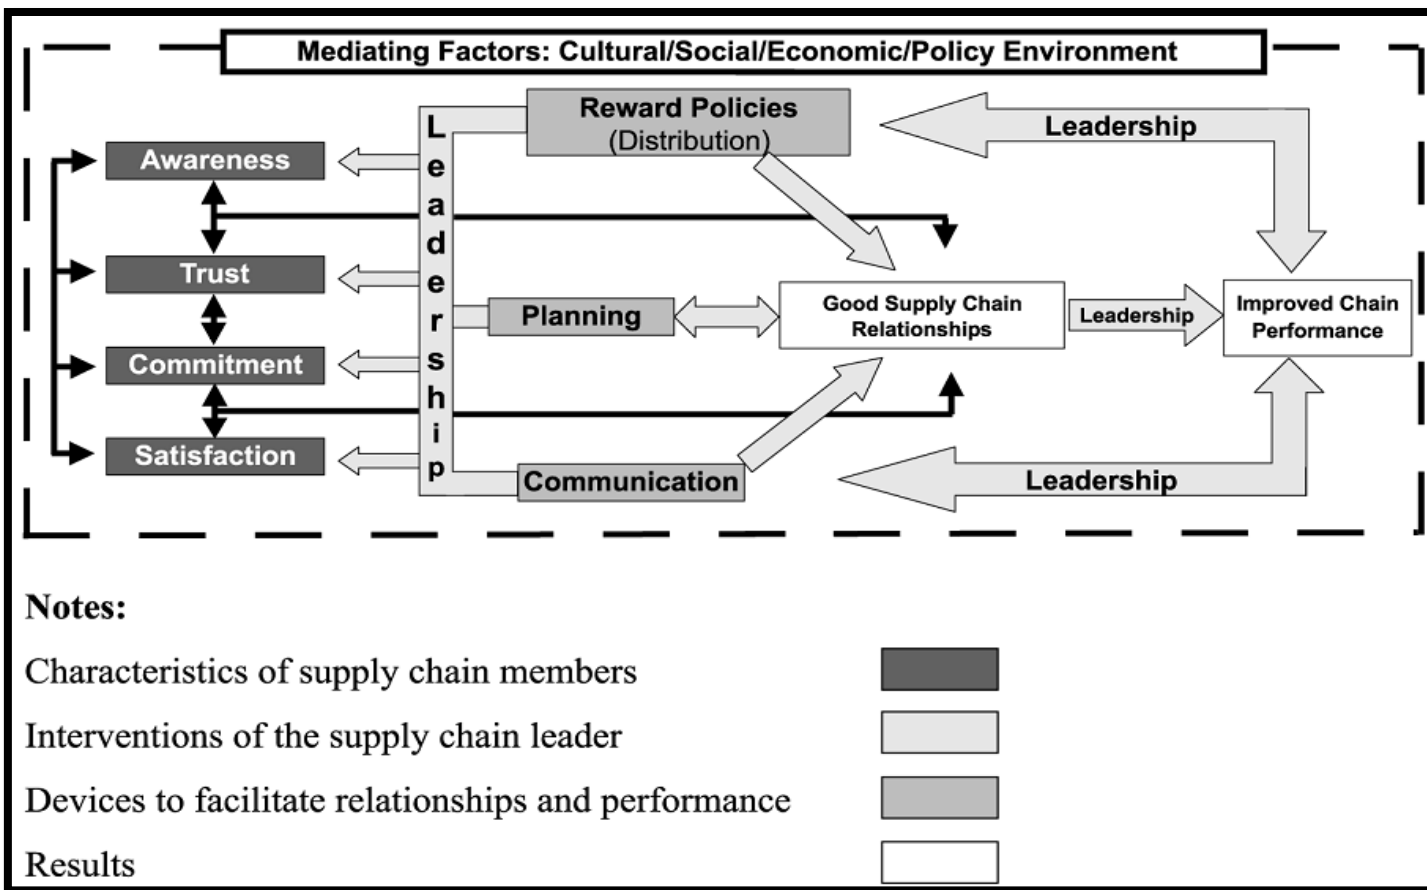 Mediating Factors: Cultural/Social/Economic/Policy Environment
Reward Policies
(Distribution)
Leadership
Awareness
Leadership
Trust
Planning
Good Supply Chain
Relationships
Leadership
Improved Chain
Performance
Commitment
Satisfaction
Communication
Leadership
Notes:
Characteristics of supply chain members
Interventions of the supply chain leader
Devices to facilitate relationships and performance
Results